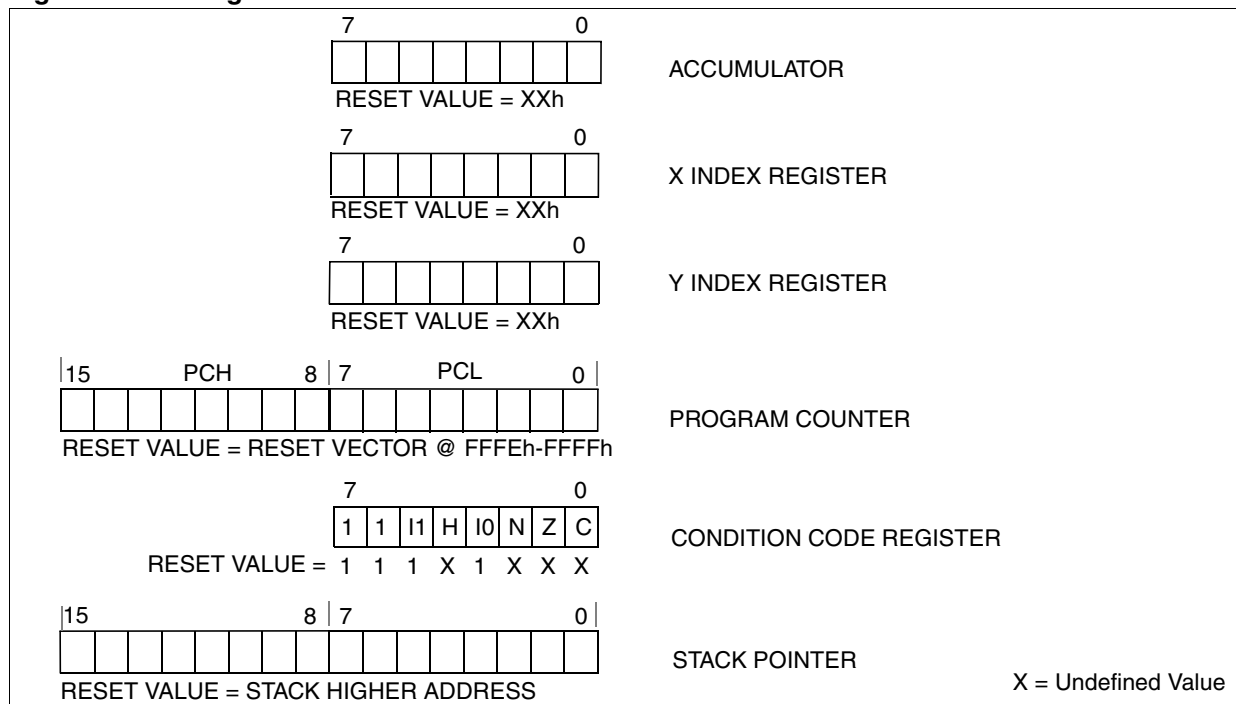 7 0
ACCUMULATOR
RESET VALUE = XXh
7 0
X INDEX REGISTER
RESET VALUE = XXh
7 0
Y INDEX REGISTER
RESET VALUE = XXh
15 PCH 8 7 PCL 0
PROGRAM COUNTER
RESET VALUE = RESET VECTOR @ FFFEh-FFFFh
7 0
1 1 I1 H I0 N Z C
CONDITION CODE REGISTER
RESET VALUE = 1 1 1 X 1 X X X
15 8 7 0
STACK POINTER
RESET VALUE = STACK HIGHER ADDRESS
X = Undefined Value